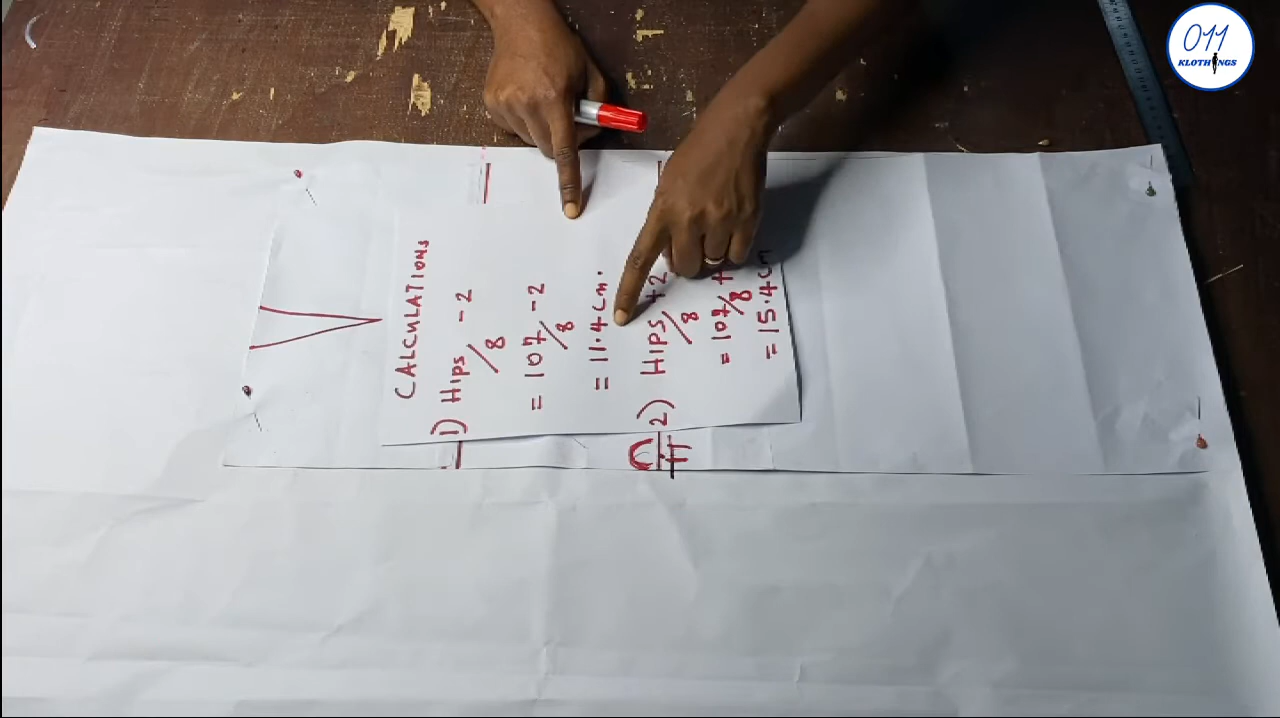 CALCULATIONS
1) Hips/8 -2
= 107/8 -2
= 11.4cm.
2) Hips/8 +2
= 107/8 +
= 15.4cm
011
KLOTHINGS